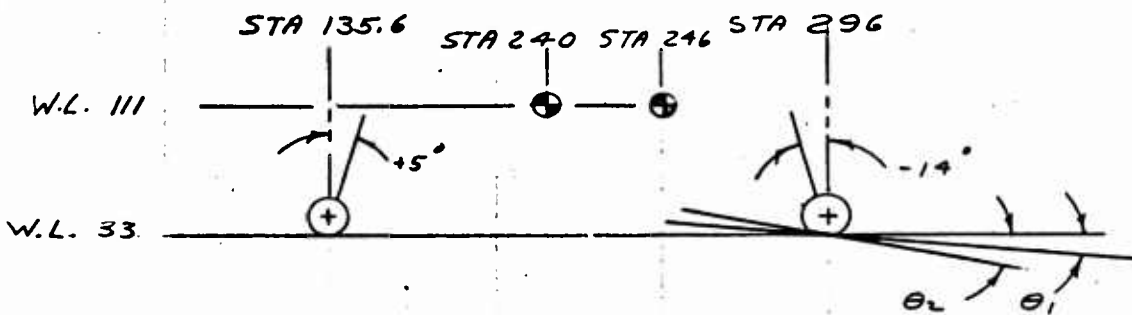 STA 135.6 STA 240 STA 246 STA 296
W.L. 111
+5° -14°
W.L. 33
θ2 θ1